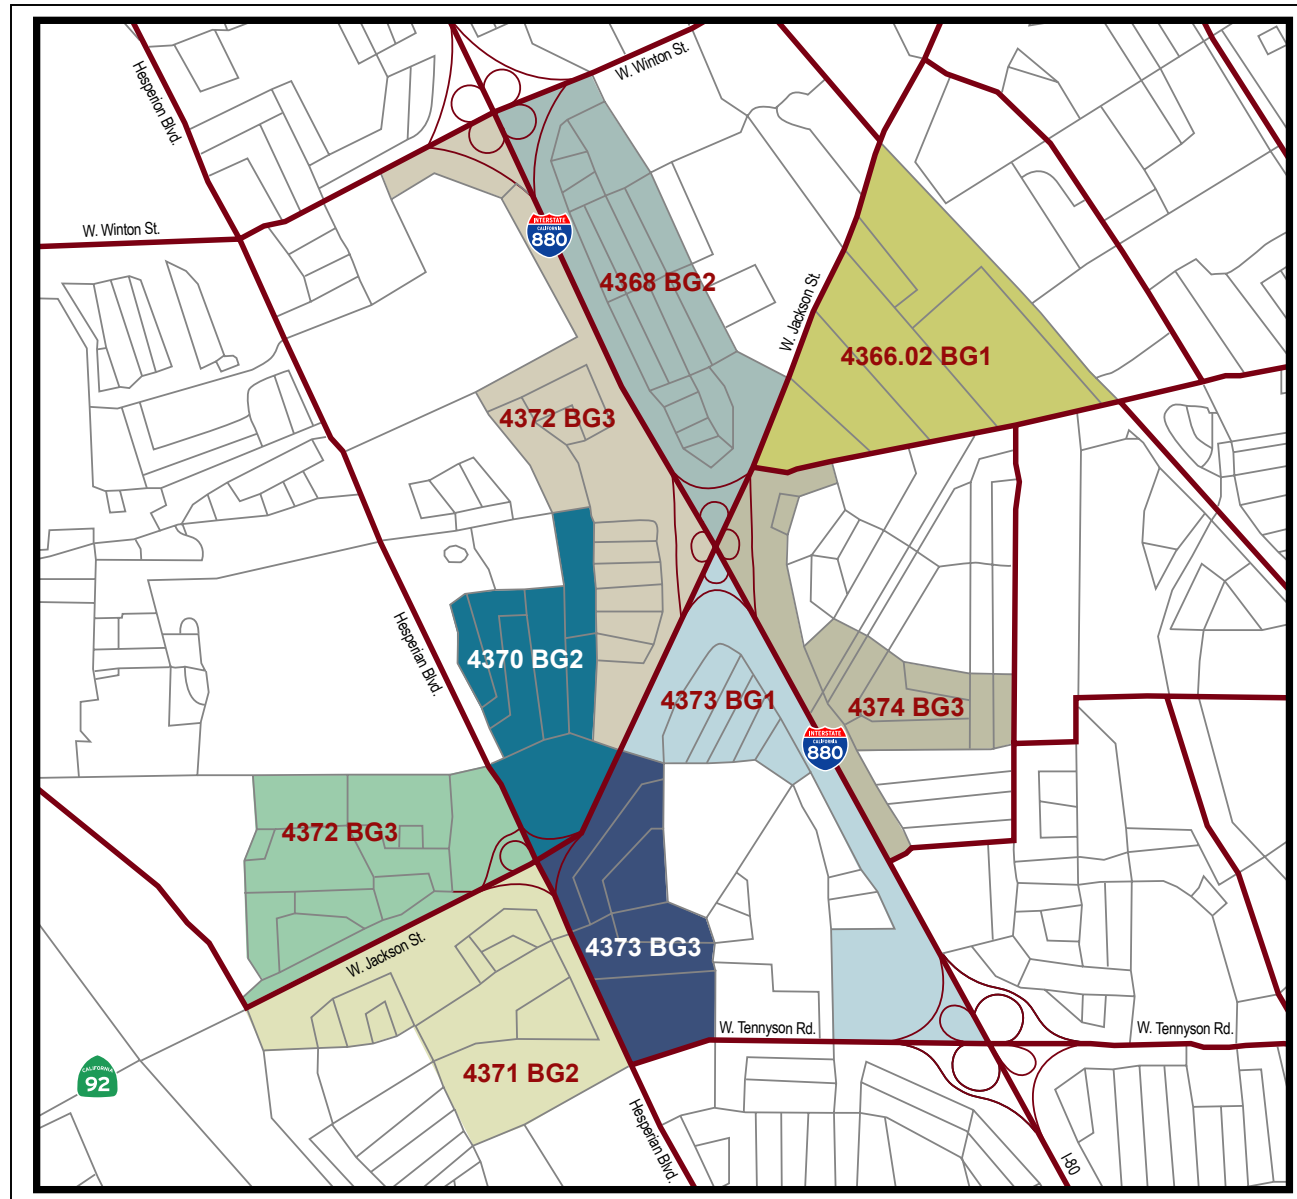 W. Winton St.
Hesperion Blvd.
W. Winton St.
INTERSTATE
CALIFORNIA
880
4368 BG2
W. Jackson St.
4366.02 BG1
4372 BG3
Hesperian Blvd.
4370 BG2
4373 BG1
4374 BG3
INTERSTATE
CALIFORNIA
880
4372 BG3
W. Jackson St.
4373 BG3
W. Tennyson Rd.
W. Tennyson Rd.
4371 BG2
CALIFORNIA
92
Hesperian Blvd.
I-80